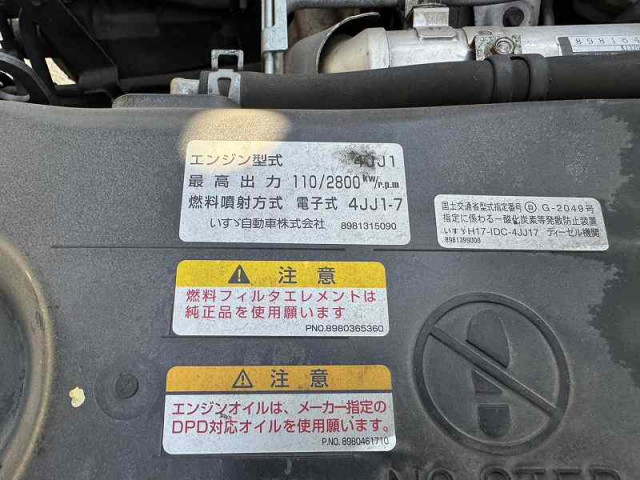 エンジン型式 4JJ1
最高出力 110/2800 kw/r.p.m
燃料噴射方式 電子式 4JJ1-7
いすゞ自動車株式会社 8981315090
国土交通省型式指定番号 ⓢ G-2049号
指定に係わる一酸化炭素等発散防止装置
いすゞH17-IDC-4JJ17 ディーゼル機関
8981399009
注意
燃料フィルタエレメントは
純正品を使用願います
PNO.8980365360
注意
エンジンオイルは、メーカー指定の
DPD対応オイルを使用願います。
P.NO. 8980461710
NO STEP